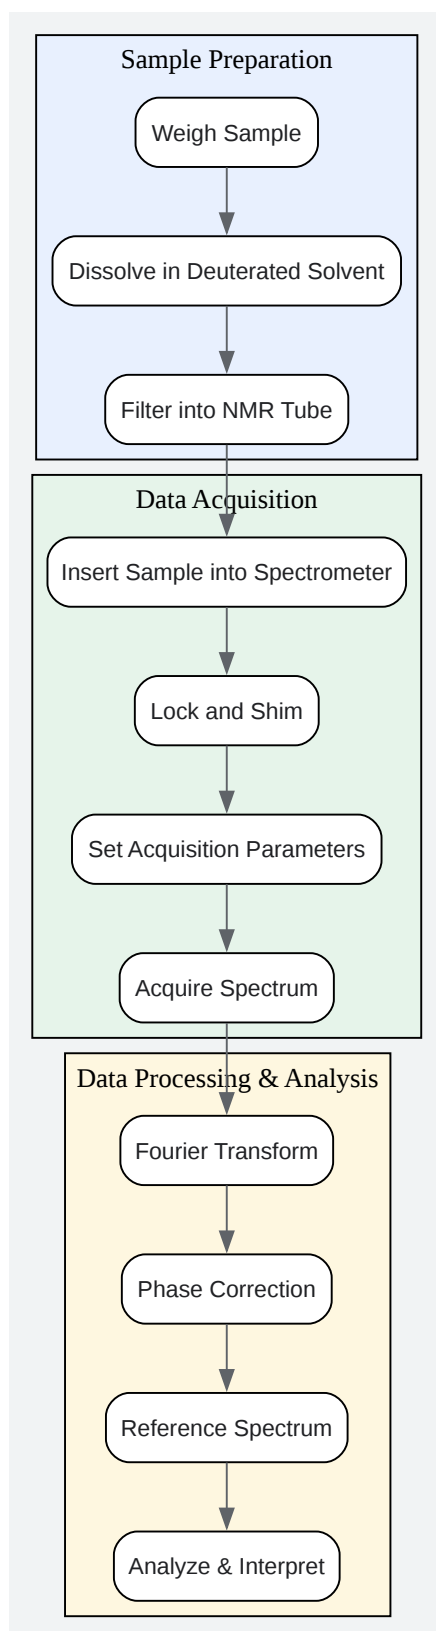 Sample Preparation
Weigh Sample
Dissolve in Deuterated Solvent
Filter into NMR Tube
Data Acquisition
Insert Sample into Spectrometer
Lock and Shim
Set Acquisition Parameters
Acquire Spectrum
Data Processing & Analysis
Fourier Transform
Phase Correction
Reference Spectrum
Analyze & Interpret